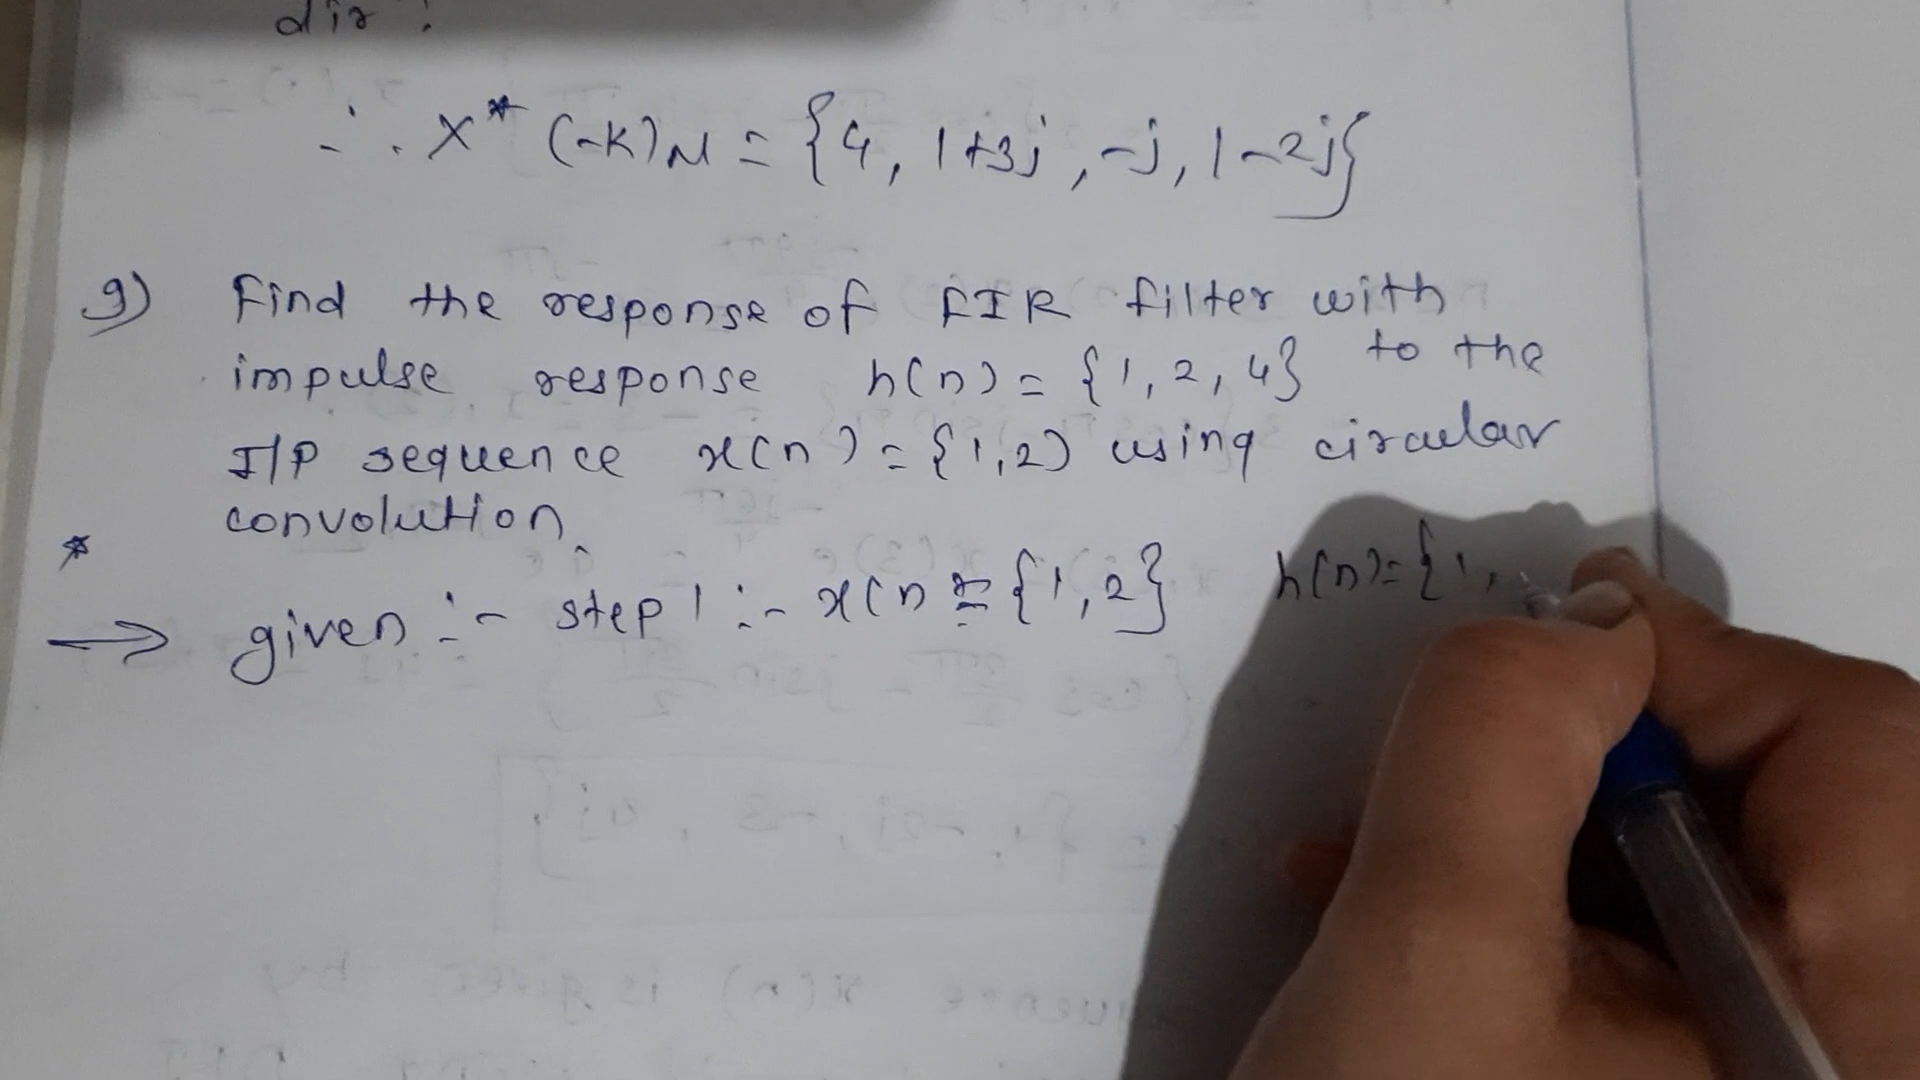 dir :
∴ X* (-K)N = {4, 1+3j, -j, 1-2j}
9) Find the response of FIR filter with
impulse response h(n) = {1, 2, 4} to the
I/P sequence x(n) = {1,2) using circular
convolution.
* → given :- step 1 :- x(n) = {1, 2} h(n) = {1,